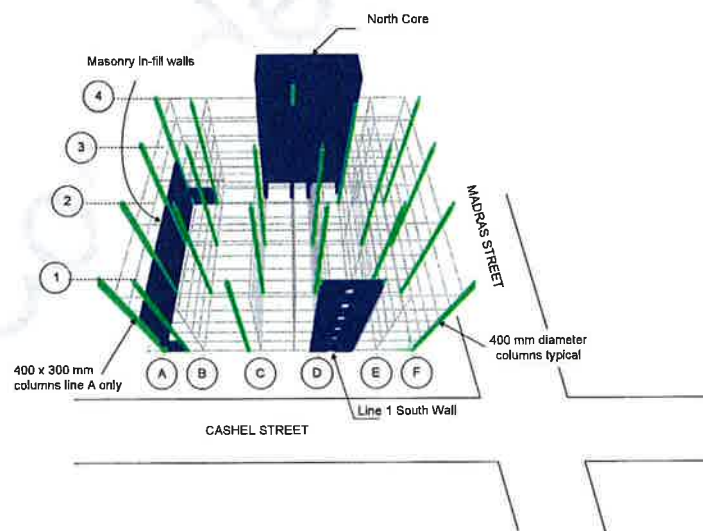 North Core
Masonry In-fill walls
4
3
2
1
MADRAS STREET
400 x 300 mm
columns line A only
400 mm diameter
columns typical
A B C D E F
Line 1 South Wall
CASHEL STREET